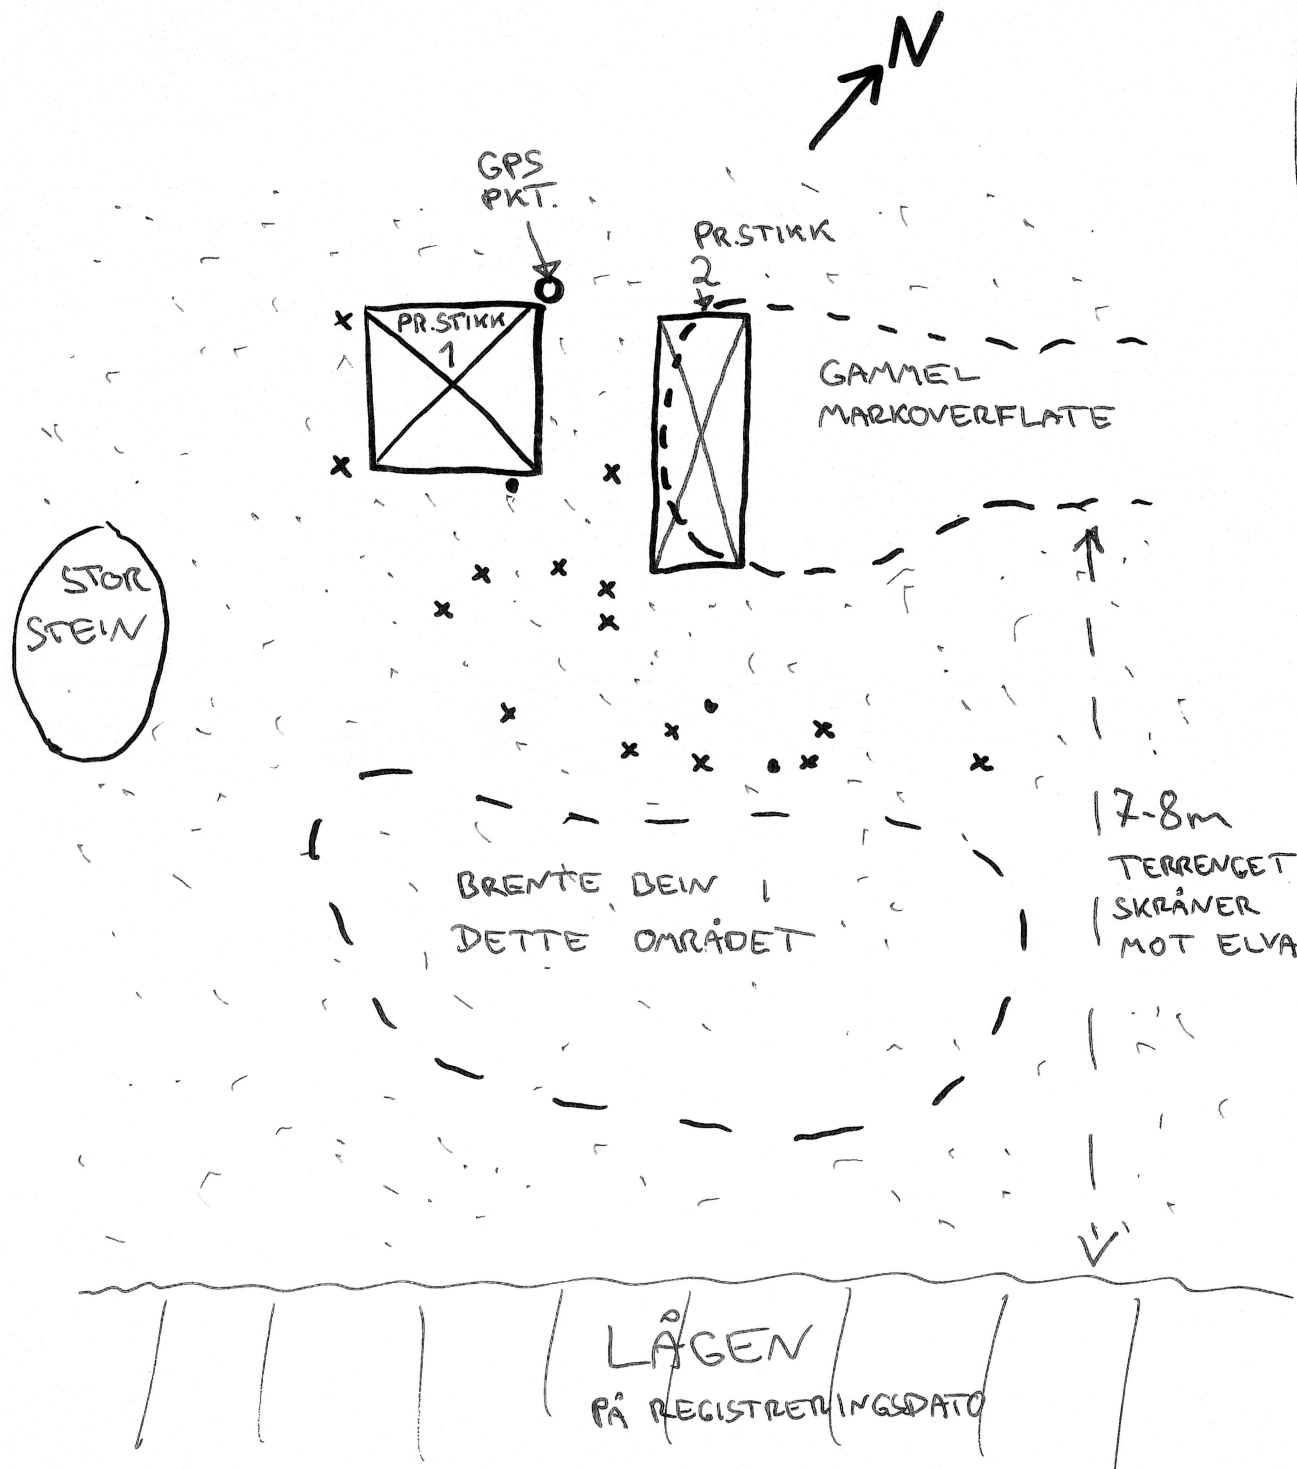 N
GPS
PKT.
PR.STIKK
2
PR.STIKK
1
GAMMEL
MARKOVERFLATE
STOR
STEIN
7-8m
TERRENGET
SKRÅNER
MOT ELVA
BRENTE BEIN I
DETTE OMRÅDET
LÅGEN
PÅ REGISTRERINGSDATO